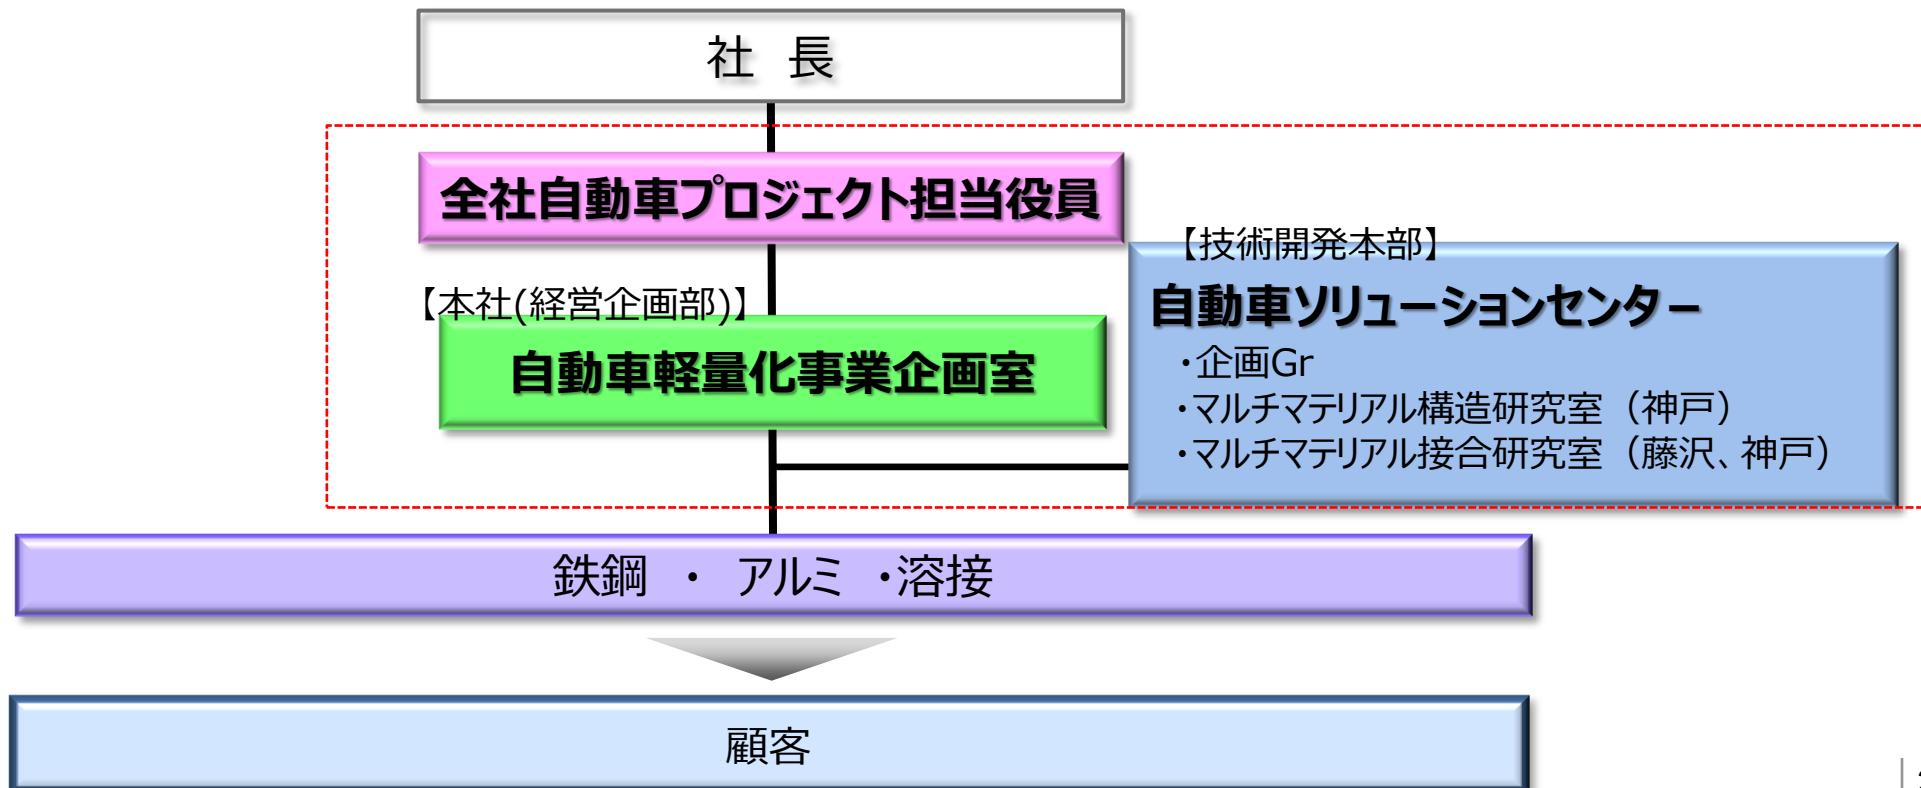 社 長
全社自動車プロジェクト担当役員
【本社(経営企画部)】
自動車軽量化事業企画室
【技術開発本部】
自動車ソリューションセンター
・企画Gr
・マルチマテリアル構造研究室（神戸）
・マルチマテリアル接合研究室（藤沢、神戸）
鉄鋼 ・ アルミ ・溶接
顧客